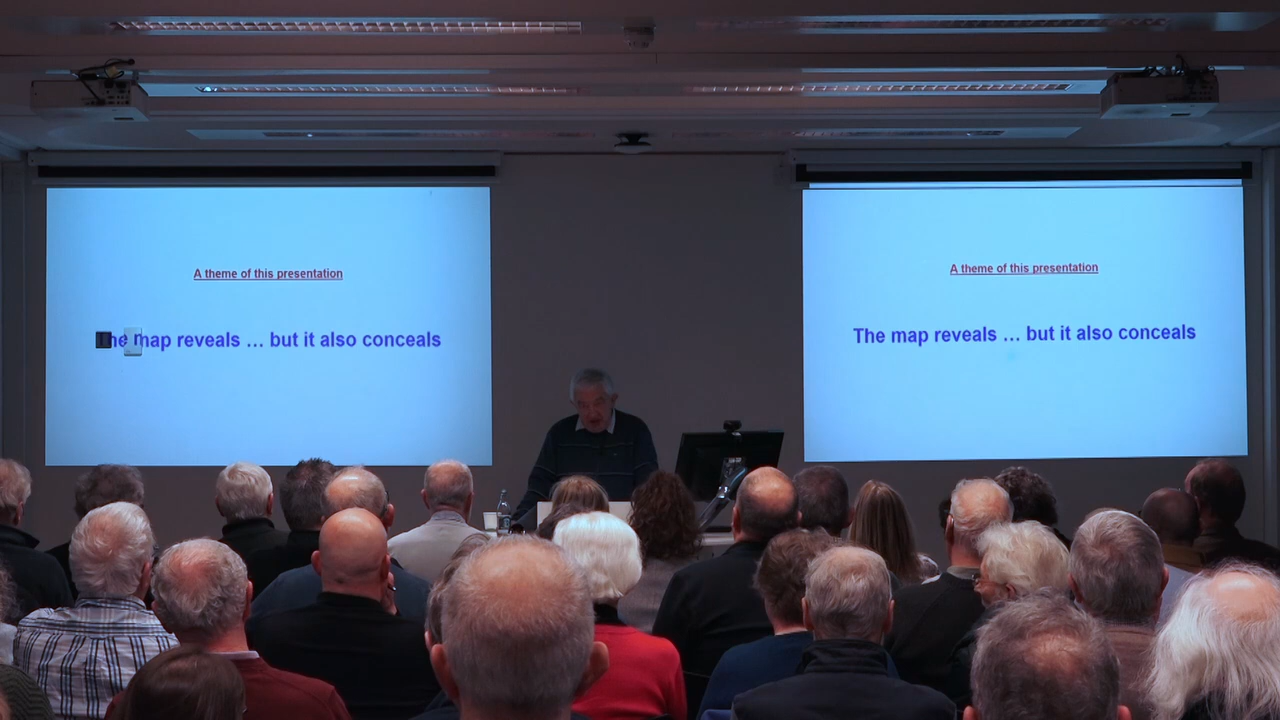 A theme of this presentation
The map reveals … but it also conceals
A theme of this presentation
The map reveals … but it also conceals